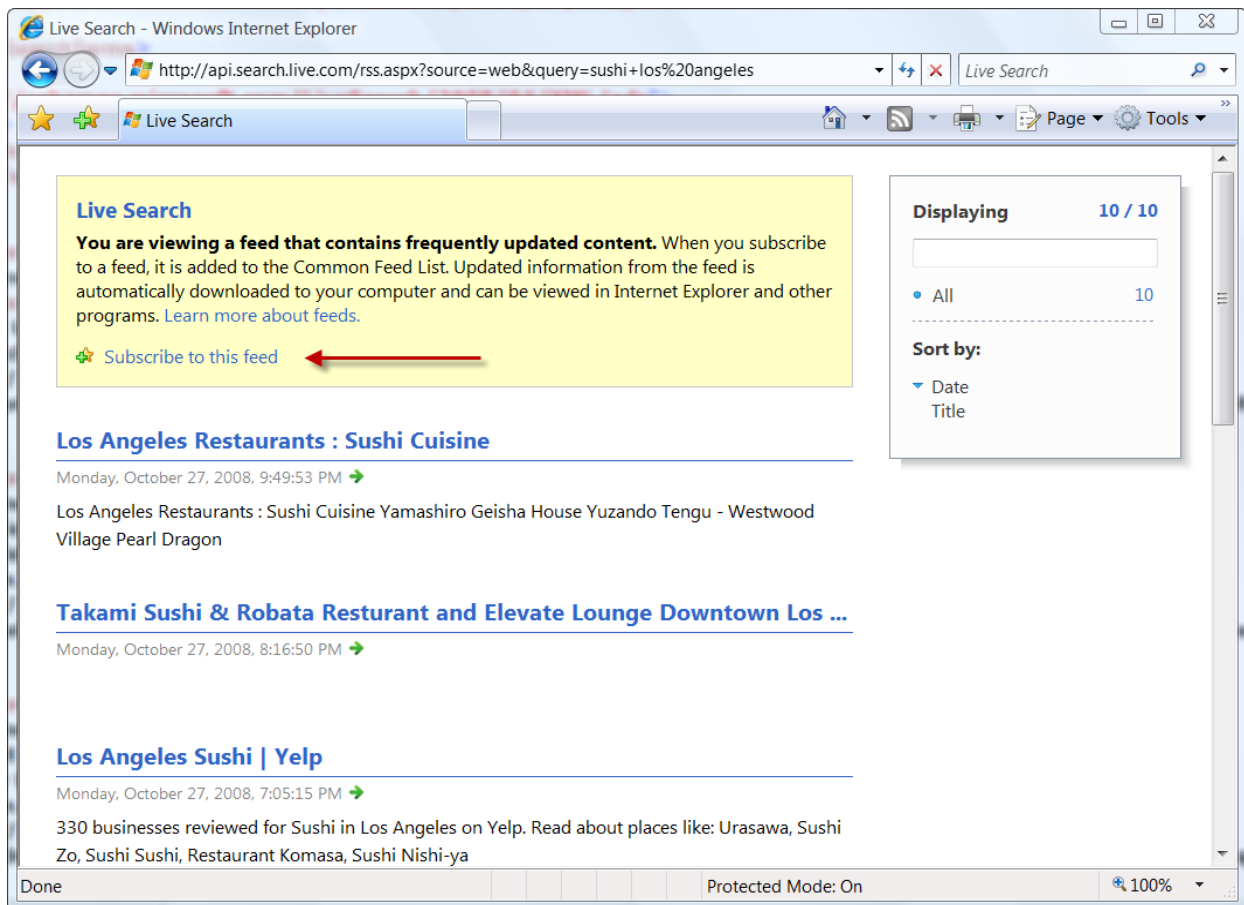 Live Search - Windows Internet Explorer
http://api.search.live.com/rss.aspx?source=web&query=sushi+los%20angeles
Live Search
Live Search
Page
Tools
Live Search
You are viewing a feed that contains frequently updated content. When you subscribe
to a feed, it is added to the Common Feed List. Updated information from the feed is
automatically downloaded to your computer and can be viewed in Internet Explorer and other
programs. Learn more about feeds.
Subscribe to this feed
Displaying 10 / 10
All 10
Sort by:
Date
Title
Los Angeles Restaurants : Sushi Cuisine
Monday, October 27, 2008, 9:49:53 PM
Los Angeles Restaurants : Sushi Cuisine Yamashiro Geisha House Yuzando Tengu - Westwood
Village Pearl Dragon
Takami Sushi & Robata Resturant and Elevate Lounge Downtown Los ...
Monday, October 27, 2008, 8:16:50 PM
Los Angeles Sushi | Yelp
Monday, October 27, 2008, 7:05:15 PM
330 businesses reviewed for Sushi in Los Angeles on Yelp. Read about places like: Urasawa, Sushi
Zo, Sushi Sushi, Restaurant Komasa, Sushi Nishi-ya
Done
Protected Mode: On
100%